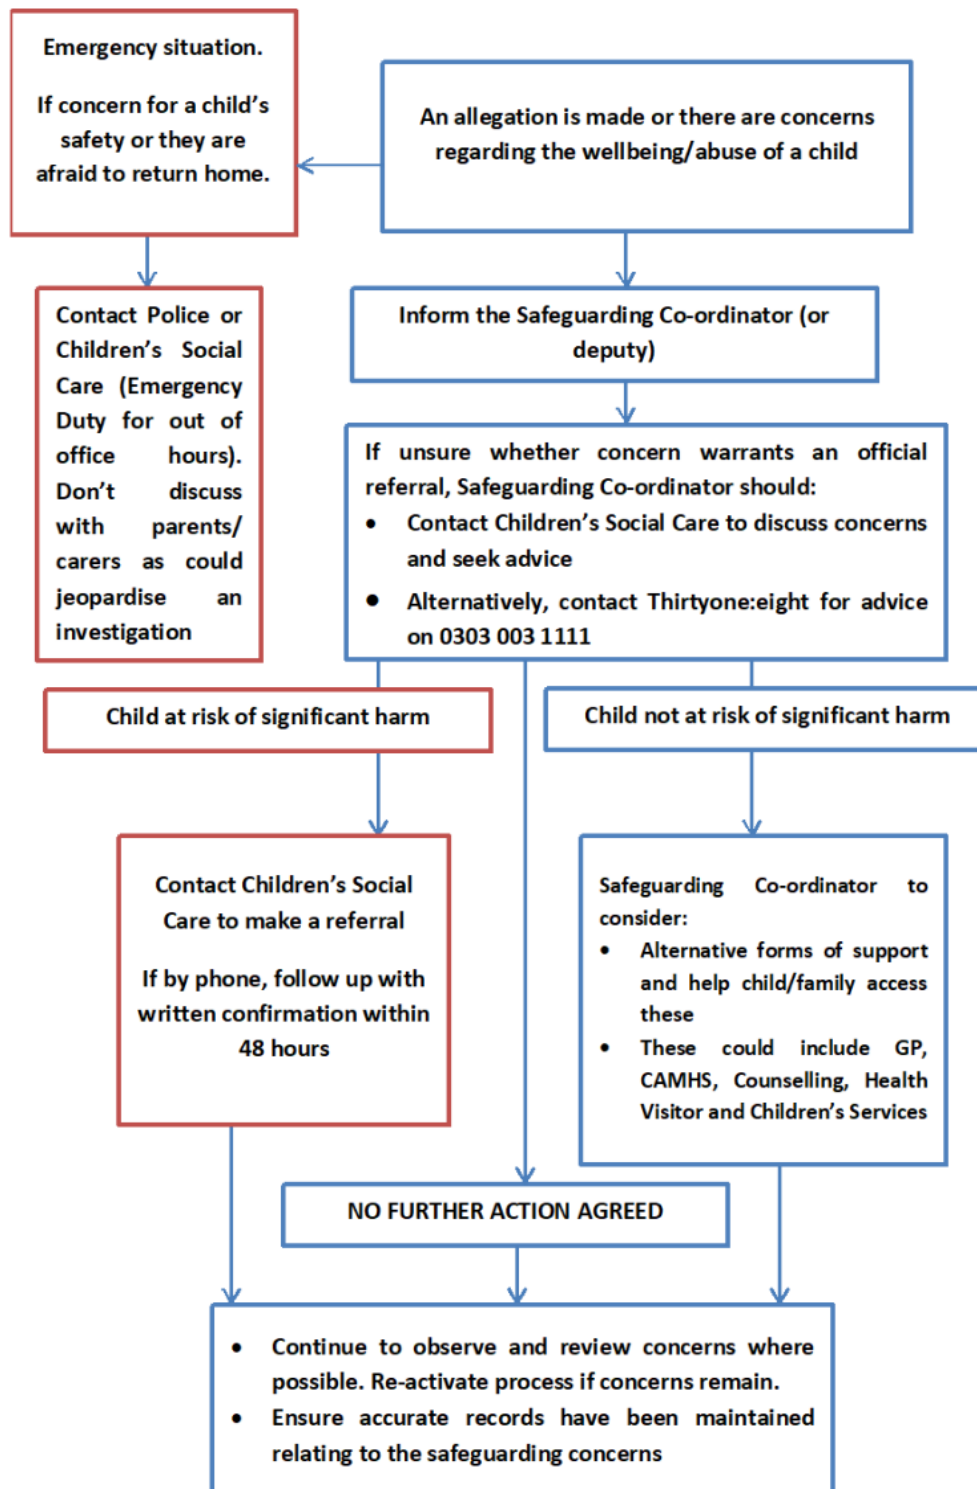 Emergency situation.
If concern for a child's
safety or they are
afraid to return home.
An allegation is made or there are concerns
regarding the wellbeing/abuse of a child
Contact Police or
Children's Social
Care (Emergency
Duty for out of
office hours).
Don't discuss
with parents/
carers as could
jeopardise an
investigation
Inform the Safeguarding Co-ordinator (or
deputy)
If unsure whether concern warrants an official
referral, Safeguarding Co-ordinator should:
• Contact Children's Social Care to discuss concerns
and seek advice
• Alternatively, contact Thirtyone:eight for advice
on 0303 003 1111
Child at risk of significant harm
Child not at risk of significant harm
Contact Children's Social
Care to make a referral
If by phone, follow up with
written confirmation within
48 hours
Safeguarding Co-ordinator to
consider:
• Alternative forms of support
and help child/family access
these
• These could include GP,
CAMHS, Counselling, Health
Visitor and Children's Services
NO FURTHER ACTION AGREED
• Continue to observe and review concerns where
possible. Re-activate process if concerns remain.
• Ensure accurate records have been maintained
relating to the safeguarding concerns